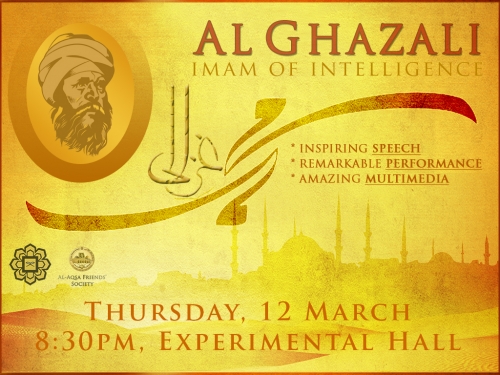 AL GHAZALI
IMAM OF INTELLIGENCE
الغزالي
* INSPIRING SPEECH
* REMARKABLE PERFORMANCE
* AMAZING MULTIMEDIA
AL-AQSA FRIENDS'
SOCIETY
THURSDAY, 12 MARCH
8:30PM, EXPERIMENTAL HALL